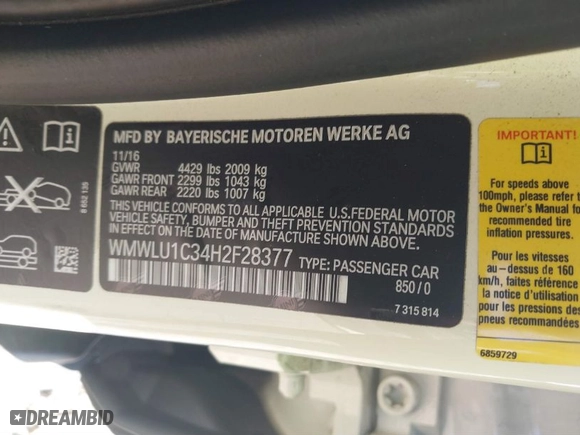 MFD BY BAYERISCHE MOTOREN WERKE AG
11/16
GVWR 4429 lbs 2009 kg
GAWR FRONT 2299 lbs 1043 kg
GAWR REAR 2220 lbs 1007 kg
THIS VEHICLE CONFORMS TO ALL APPLICABLE U.S.FEDERAL MOTOR
VEHICLE SAFETY, BUMPER AND THEFT PREVENTION STANDARDS
IN EFFECT ON THE DATE OF MANUFACTURE SHOWN ABOVE.
WMWLU1C34H2F28377 TYPE: PASSENGER CAR
850/0
7 315 814
8 652 135
IMPORTANT!
For speeds above
100mph, please refer to
the Owner's Manual for
recommended tire
inflation pressures.
Pour les vitesses
au-dessus de 160
km/h, faites référence
à la notice d'utilisation
pour les pressions des
pneus recommandées.
6859729
DREAMBID